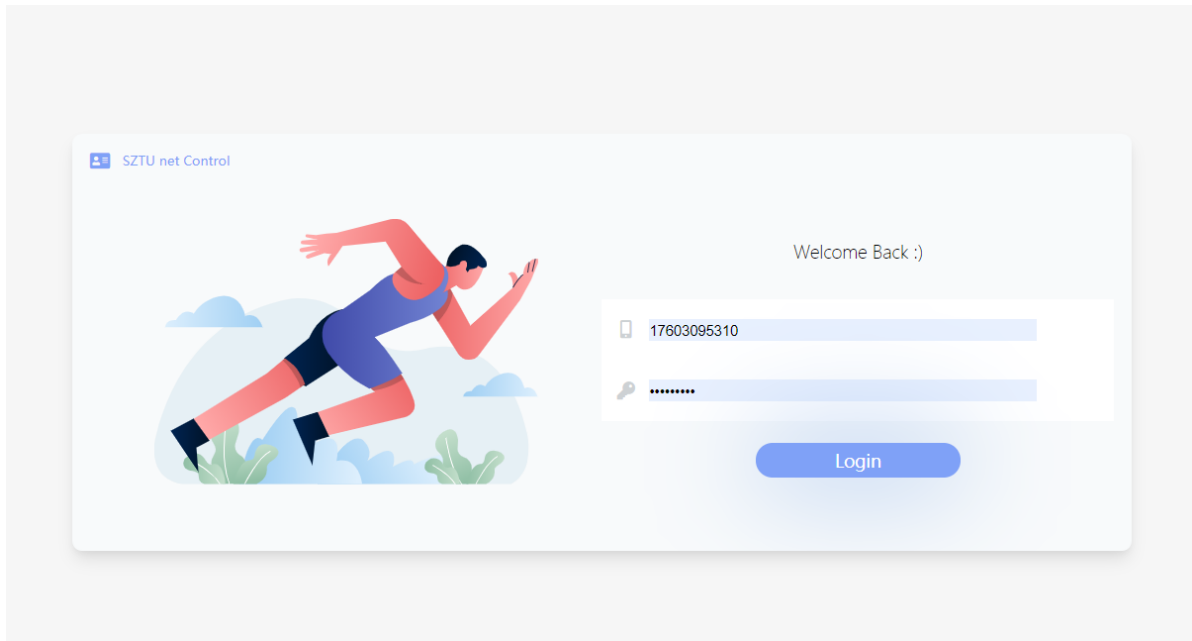 SZTU net Control
Welcome Back :)
17603095310
•••••••••
Login